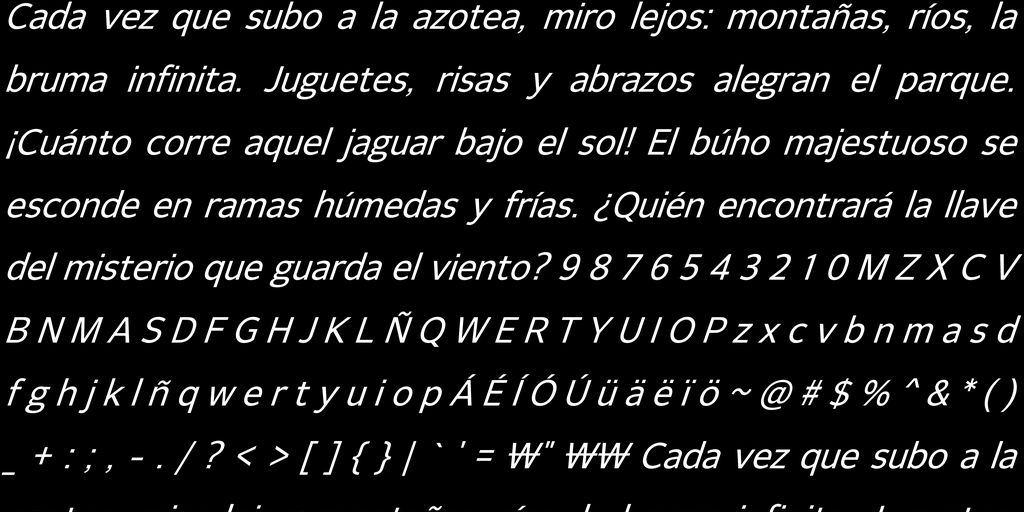 Cada vez que subo a la azotea, miro lejos: montañas, ríos, la
bruma infinita. Juguetes, risas y abrazos alegran el parque.
¡Cuánto corre aquel jaguar bajo el sol! El búho majestuoso se
esconde en ramas húmedas y frías. ¿Quién encontrará la llave
del misterio que guarda el viento? 9 8 7 6 5 4 3 2 1 0 M Z X C V
B N M A S D F G H J K L Ñ Q W E R T Y U I O P z x c v b n m a s d
f g h j k l ñ q w e r t y u i o p Á É Í Ó Ú ü ä ë ï ö ~ @ # $ % ^ & * ( )
_ + : ; , - . / ? < > [ ] { } | ` ' = ₩" ₩₩ Cada vez que subo a la